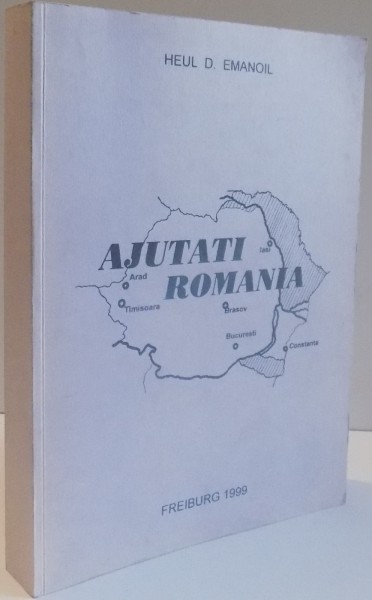 HEUL D. EMANOIL
AJUTATI
ROMANIA
Iasi
Arad
Timisoara
Brasov
Bucuresti
Constanta
FREIBURG 1999